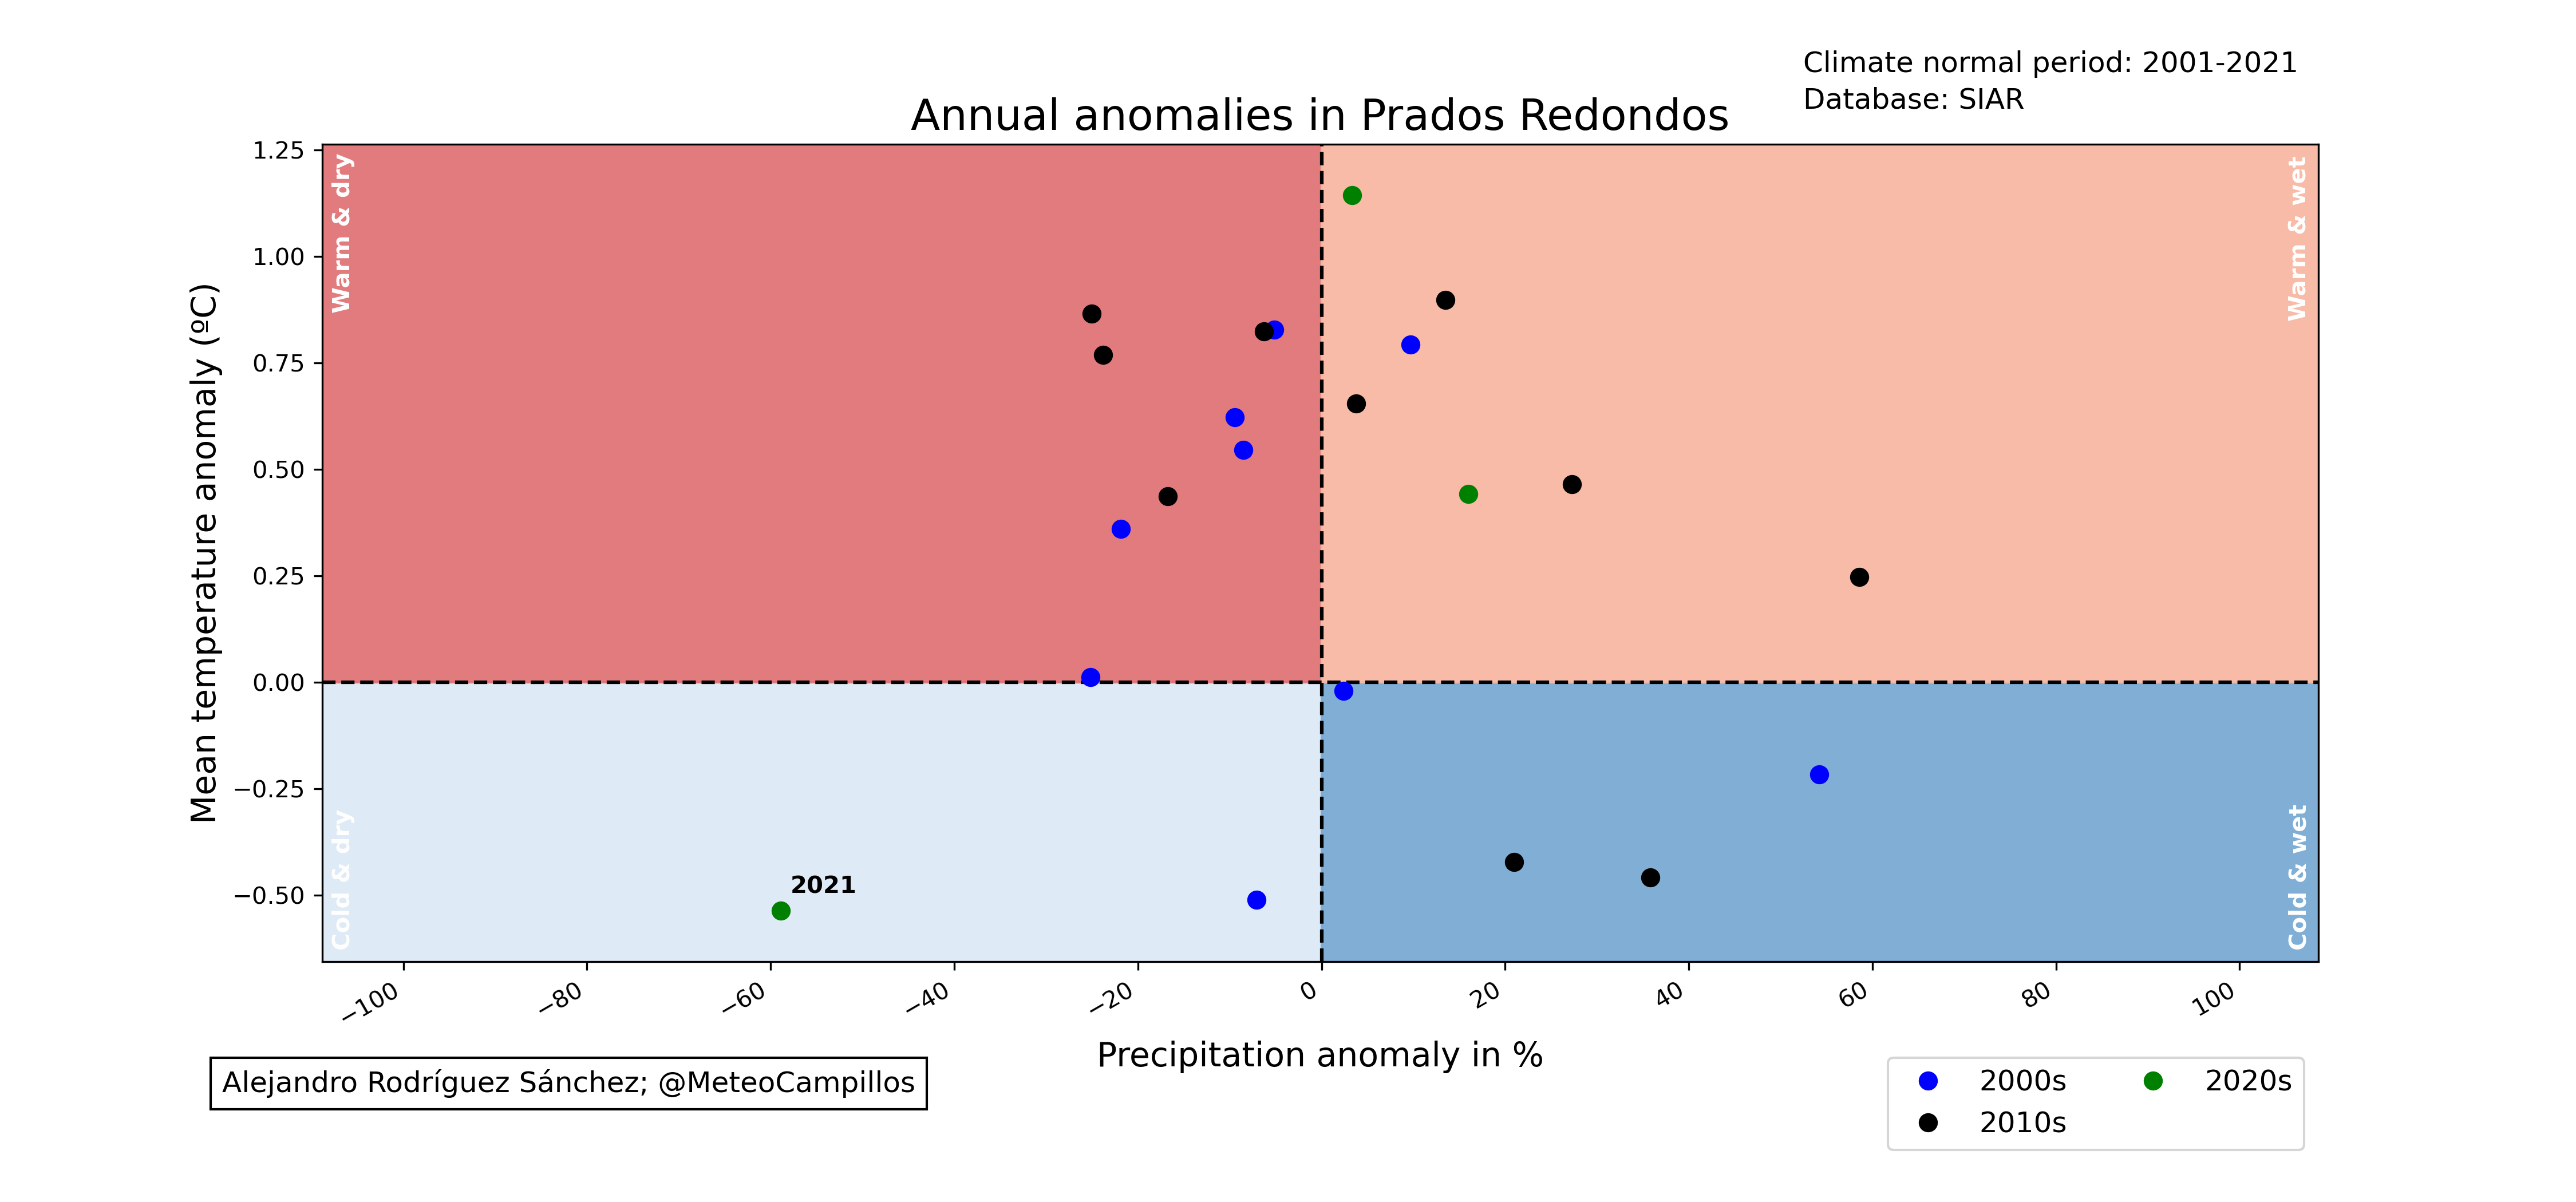 Climate normal period: 2001-2021
Database: SIAR
Annual anomalies in Prados Redondos
Mean temperature anomaly (ºC)
1.25
1.00
0.75
0.50
0.25
0.00
−0.25
−0.50
Warm & dry
Warm & wet
Cold & dry
Cold & wet
2021
−100
−80
−60
−40
−20
0
20
40
60
80
100
Precipitation anomaly in %
Alejandro Rodríguez Sánchez; @MeteoCampillos
2000s
2010s
2020s